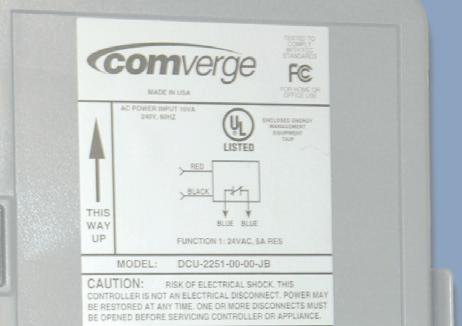 comverge
MADE IN USA
TESTED TO
COMPLY
WITH FCC
STANDARDS
FC
FOR HOME OR
OFFICE USE
AC POWER INPUT 10VA
240V, 60HZ
UL
LISTED
ENCLOSED ENERGY
MANAGEMENT
EQUIPMENT
RED
BLACK
BLUE BLUE
THIS
WAY
UP
FUNCTION 1: 24VAC, 5A RES
MODEL: DCU-2251-00-00-JB
CAUTION: RISK OF ELECTRICAL SHOCK. THIS
CONTROLLER IS NOT AN ELECTRICAL DISCONNECT. POWER MAY
BE RESTORED AT ANY TIME. ONE OR MORE DISCONNECTS MUST
BE OPENED BEFORE SERVICING CONTROLLER OR APPLIANCE.